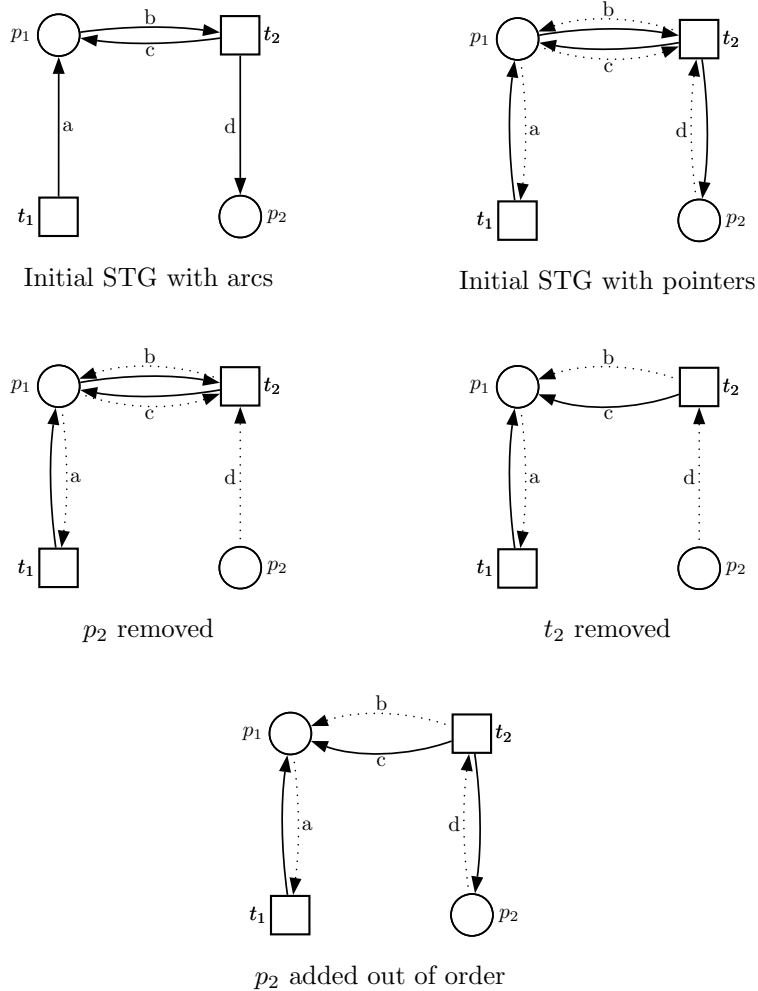 b
p1 t2
c
a d
t1 p2
Initial STG with arcs
b
p1 t2
c
a d
t1 p2
Initial STG with pointers
b
p1 t2
c
a d
t1 p2
p2 removed
b
p1 t2
c
a d
t1 p2
t2 removed
b
p1 t2
c
a d
t1 p2
p2 added out of order